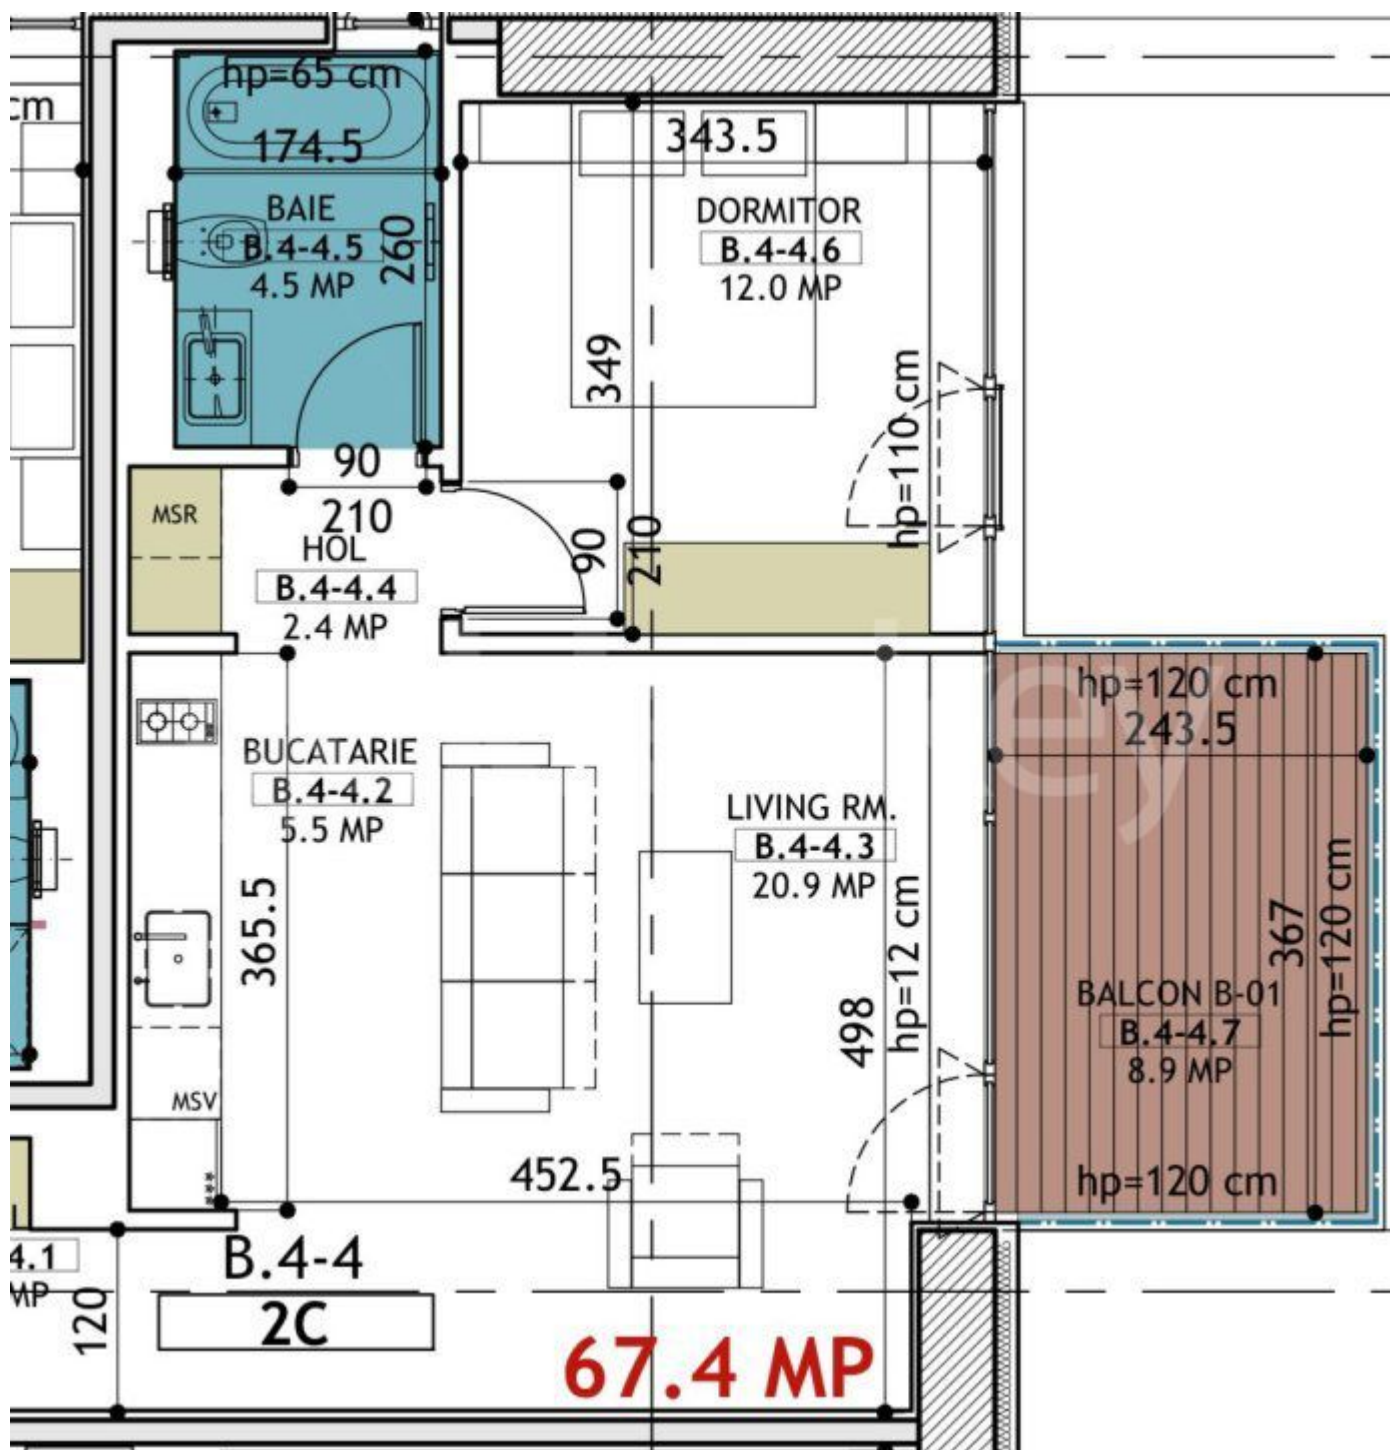 cm
hp=65 cm
174.5
BAIE
B.4-4.5
4.5 MP
260
343.5
DORMITOR
B.4-4.6
12.0 MP
349
hp=110 cm
90
210
MSR
HOL
B.4-4.4
2.4 MP
90
210
BUCATARIE
B.4-4.2
5.5 MP
365.5
MSV
LIVING RM.
B.4-4.3
20.9 MP
hp=12 cm
498
452.5
hp=120 cm
243.5
ey
367
hp=120 cm
BALCON B-01
B.4-4.7
8.9 MP
hp=120 cm
4.1
MP
120
B.4-4
2C
67.4 MP